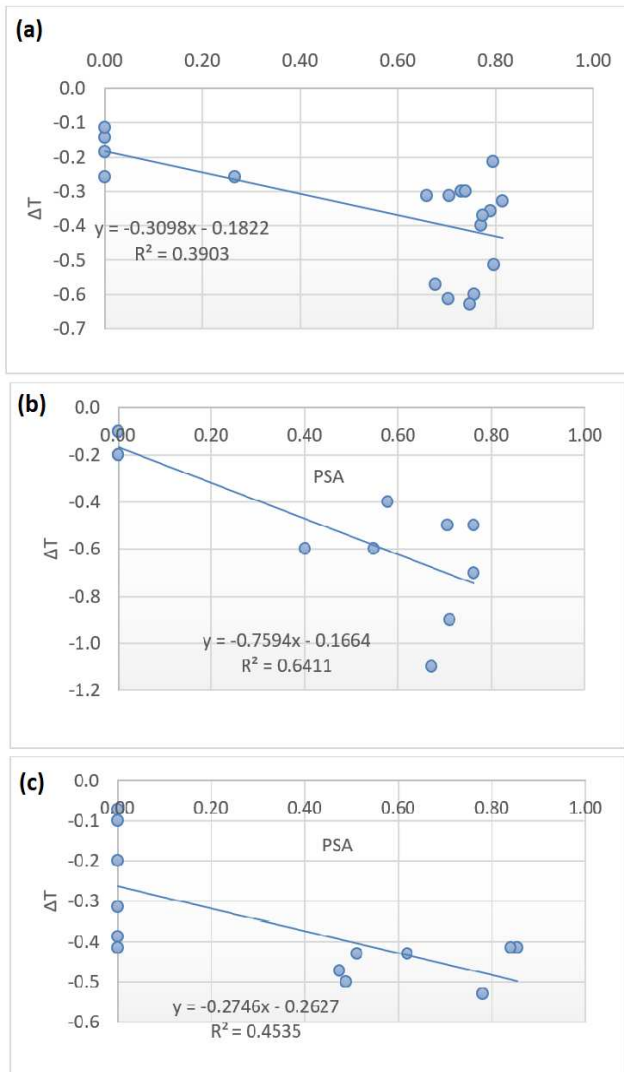 (a)
0.00 0.20 0.40 0.60 0.80 1.00
0.0
-0.1
-0.2
-0.3
-0.4
-0.5
-0.6
-0.7
ΔT
y = -0.3098x - 0.1822
R² = 0.3903
(b)
0.0
0.00 0.20 0.40 0.60 0.80 1.00
-0.2
PSA
-0.4
-0.6
-0.8
-1.0
-1.2
ΔT
y = -0.7594x - 0.1664
R² = 0.6411
(c)
0.0
0.00 0.20 0.40 0.60 0.80 1.00
-0.1
PSA
-0.2
-0.3
-0.4
-0.5
-0.6
ΔT
y = -0.2746x - 0.2627
R² = 0.4535